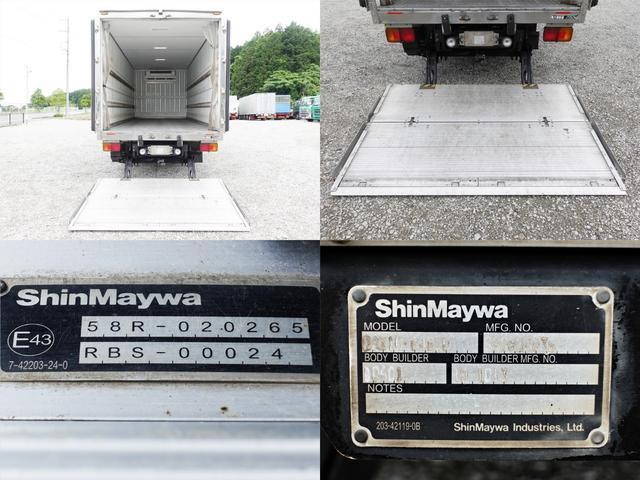 ShinMaywa
E43
58R-020265
RBS-00024
7-42203-24-0
ShinMaywa
MODEL MFG. NO.
BODY BUILDER BODY BUILDER MFG NO.
NOTES
203-42119-0B ShinMaywa Industries, Ltd.